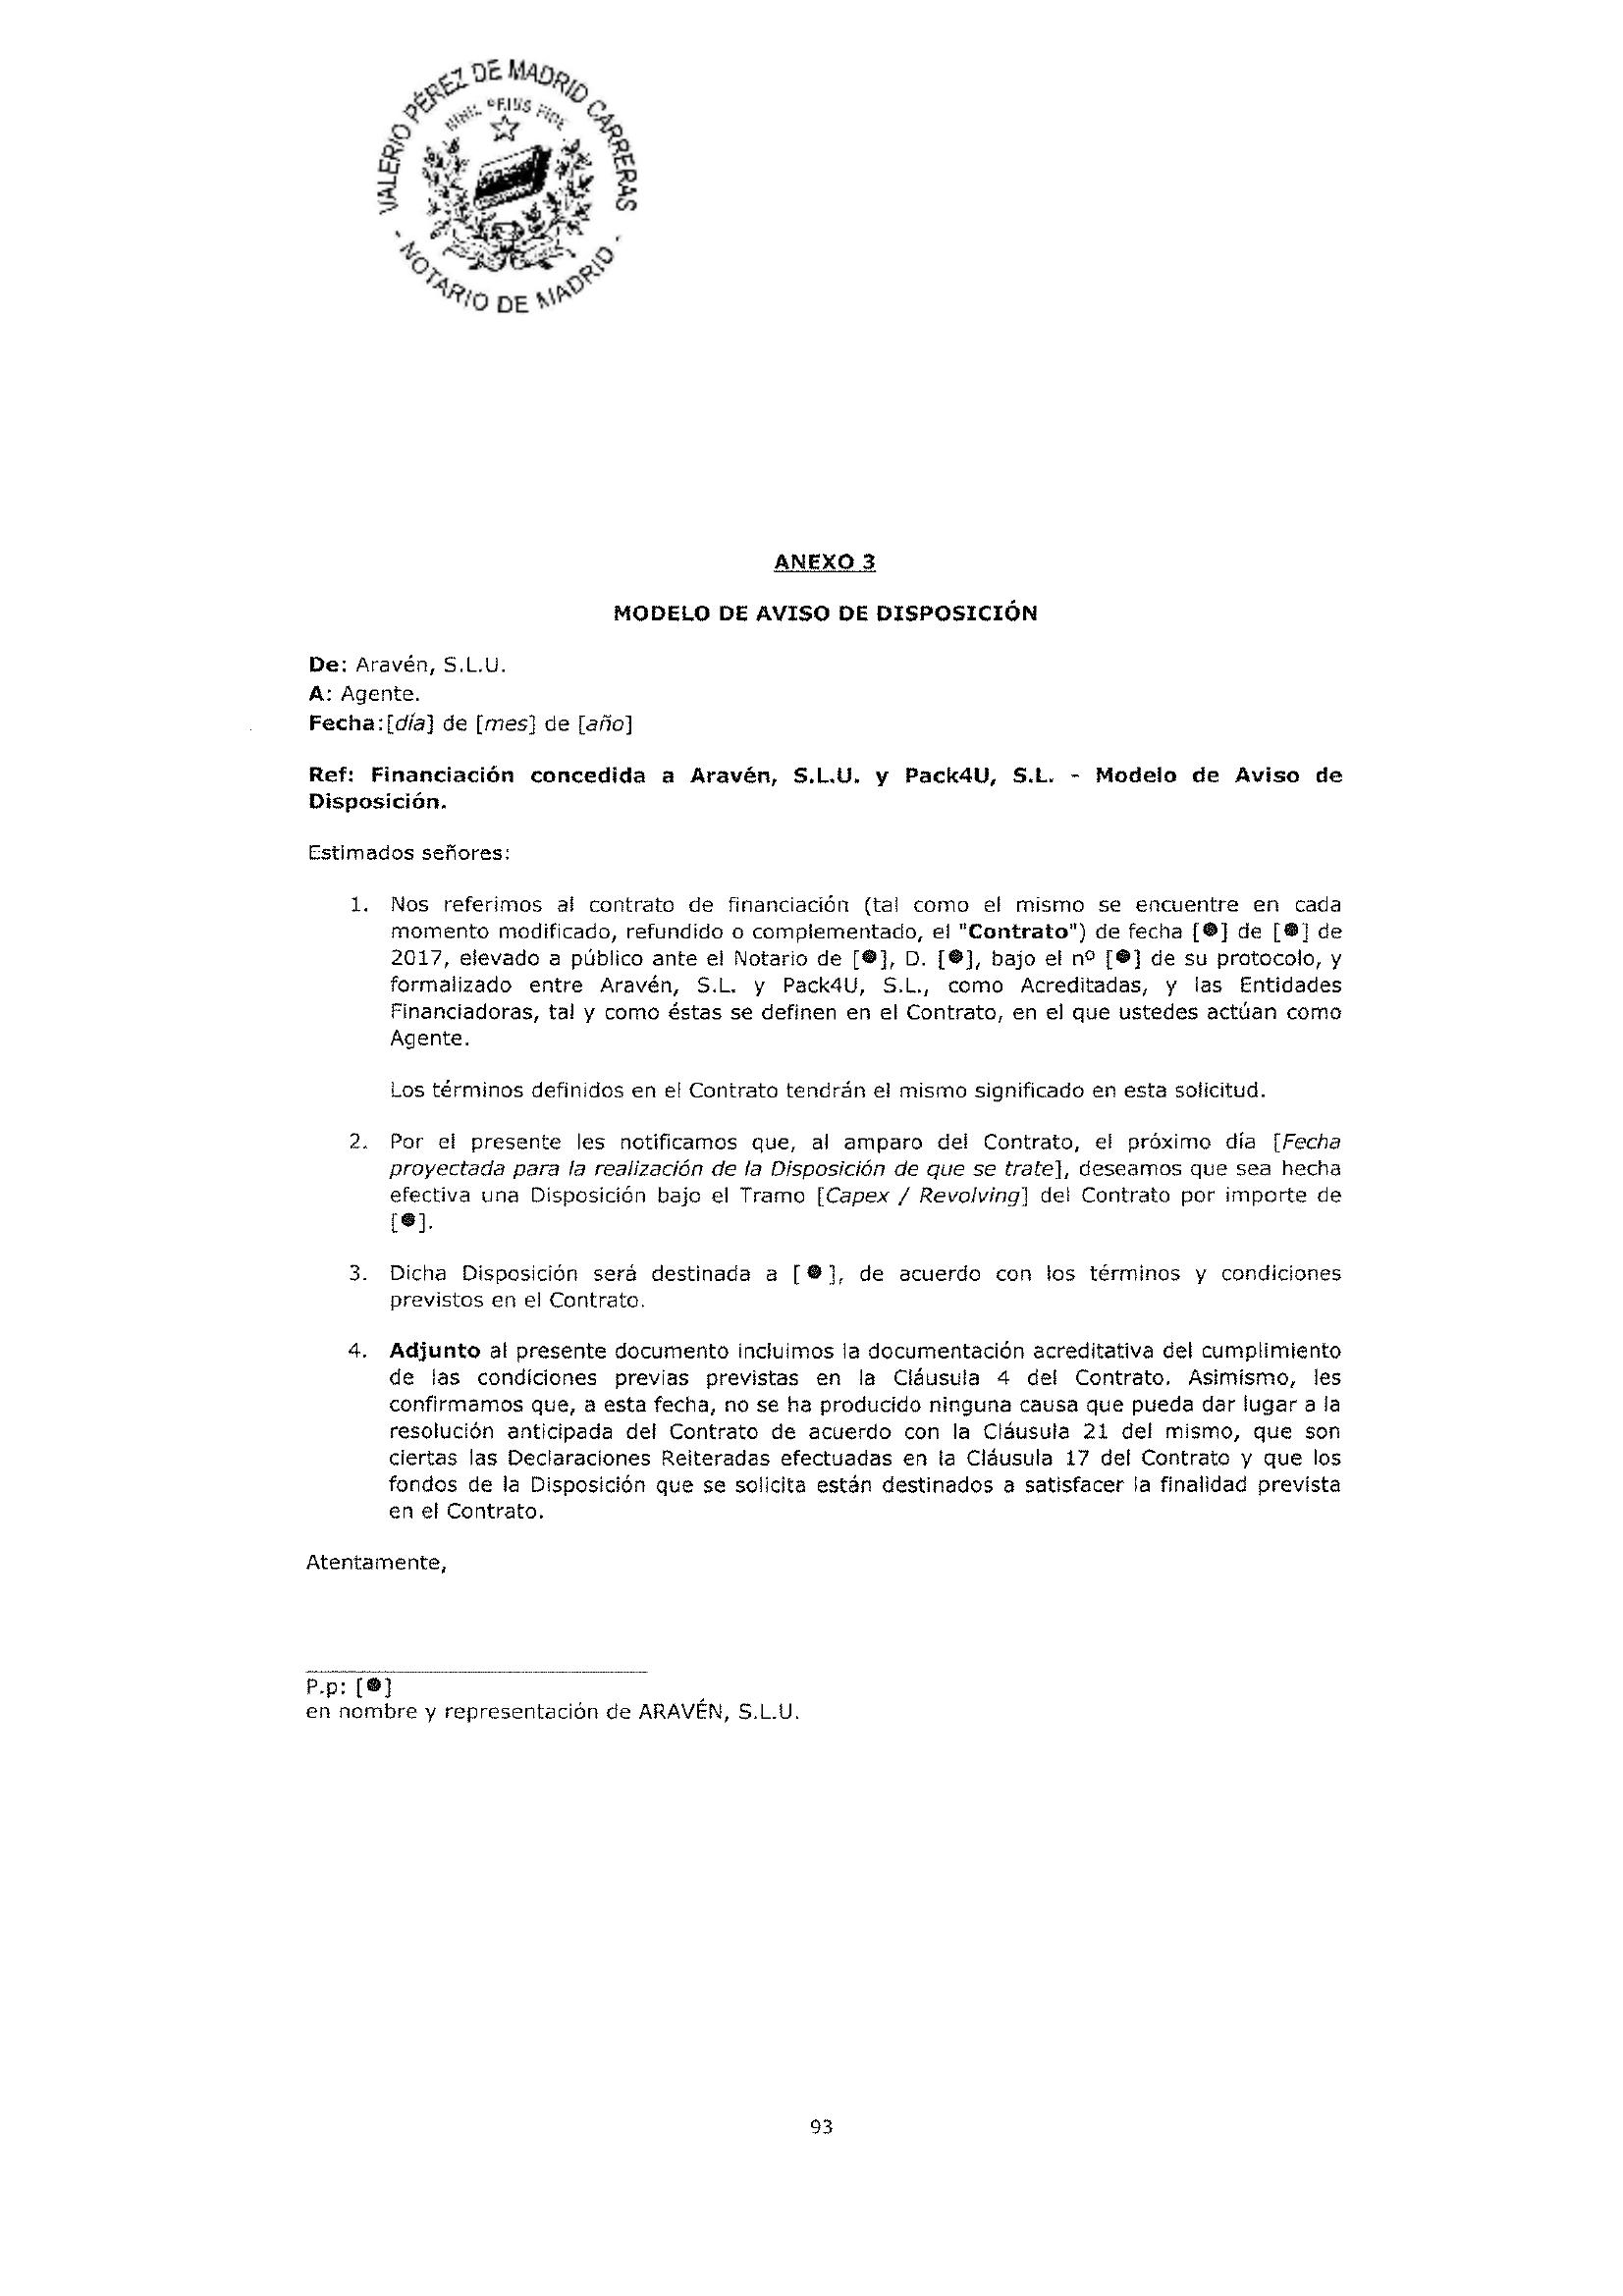 VALERIO PÉREZ DE MADRID CARRERAS
- NOTARIO DE MADRID -
ANEXO 3
MODELO DE AVISO DE DISPOSICIÓN
De: Aravén, S.L.U.
A: Agente.
Fecha:[día] de [mes] de [año]
Ref: Financiación concedida a Aravén, S.L.U. y Pack4U, S.L. - Modelo de Aviso de
Disposición.
Estimados señores:
1. Nos referimos al contrato de financiación (tal como el mismo se encuentre en cada
momento modificado, refundido o complementado, el "Contrato") de fecha [●] de [●] de
2017, elevado a público ante el Notario de [●], D. [●], bajo el nº [●] de su protocolo, y
formalizado entre Aravén, S.L. y Pack4U, S.L., como Acreditadas, y las Entidades
Financiadoras, tal y como éstas se definen en el Contrato, en el que ustedes actúan como
Agente.
Los términos definidos en el Contrato tendrán el mismo significado en esta solicitud.
2. Por el presente les notificamos que, al amparo del Contrato, el próximo día [Fecha
proyectada para la realización de la Disposición de que se trate], deseamos que sea hecha
efectiva una Disposición bajo el Tramo [Capex / Revolving] del Contrato por importe de
[●].
3. Dicha Disposición será destinada a [ ● ], de acuerdo con los términos y condiciones
previstos en el Contrato.
4. Adjunto al presente documento incluimos la documentación acreditativa del cumplimiento
de las condiciones previas previstas en la Cláusula 4 del Contrato. Asimismo, les
confirmamos que, a esta fecha, no se ha producido ninguna causa que pueda dar lugar a la
resolución anticipada del Contrato de acuerdo con la Cláusula 21 del mismo, que son
ciertas las Declaraciones Reiteradas efectuadas en la Cláusula 17 del Contrato y que los
fondos de la Disposición que se solicita están destinados a satisfacer la finalidad prevista
en el Contrato.
Atentamente,
P.p: [●]
en nombre y representación de ARAVÉN, S.L.U.
93